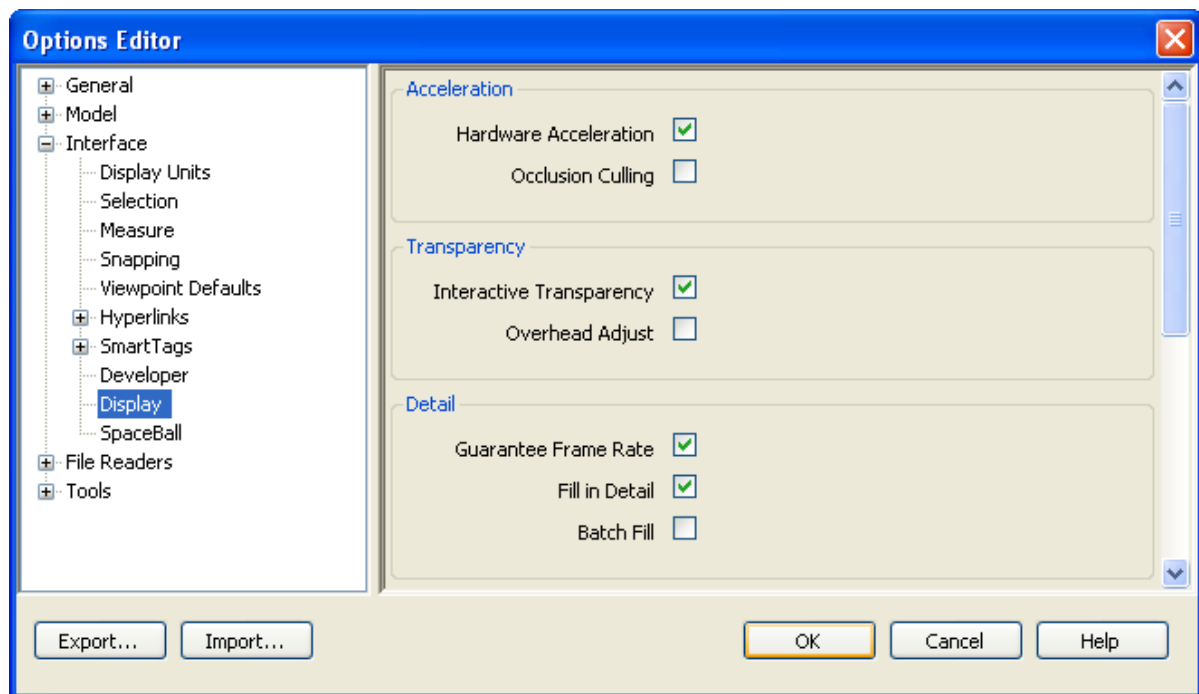 Options Editor
General
Model
Interface
Display Units
Selection
Measure
Snapping
Viewpoint Defaults
Hyperlinks
SmartTags
Developer
Display
SpaceBall
File Readers
Tools
Acceleration
Hardware Acceleration
Occlusion Culling
Transparency
Interactive Transparency
Overhead Adjust
Detail
Guarantee Frame Rate
Fill in Detail
Batch Fill
Export... Import... OK Cancel Help